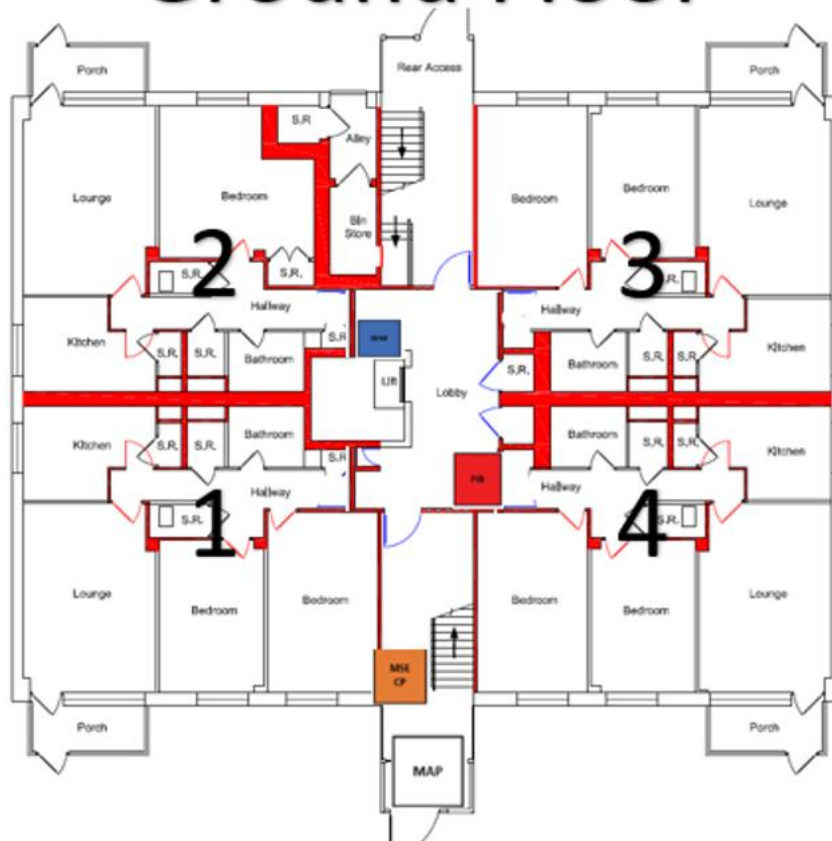 Ground Floor
Porch
Rear Access
Porch
S.R
Alley
Lounge
Bedroom
Bin
Store
Bedroom
Bedroom
Lounge
2
3
S.R.
S.R.
S.R.
Hallway
Hallway
Kitchen
S.R.
S.R.
Bathroom
S.R
Lift
Lobby
S.R.
Bathroom
S.R.
S.R.
Kitchen
Kitchen
S.R.
S.R.
Bathroom
S.R
Bathroom
S.R.
S.R.
Kitchen
PIB
Hallway
Hallway
1
4
S.R.
S.R.
Lounge
Bedroom
Bedroom
Bedroom
Bedroom
Lounge
MSE
CP
Porch
Porch
MAP